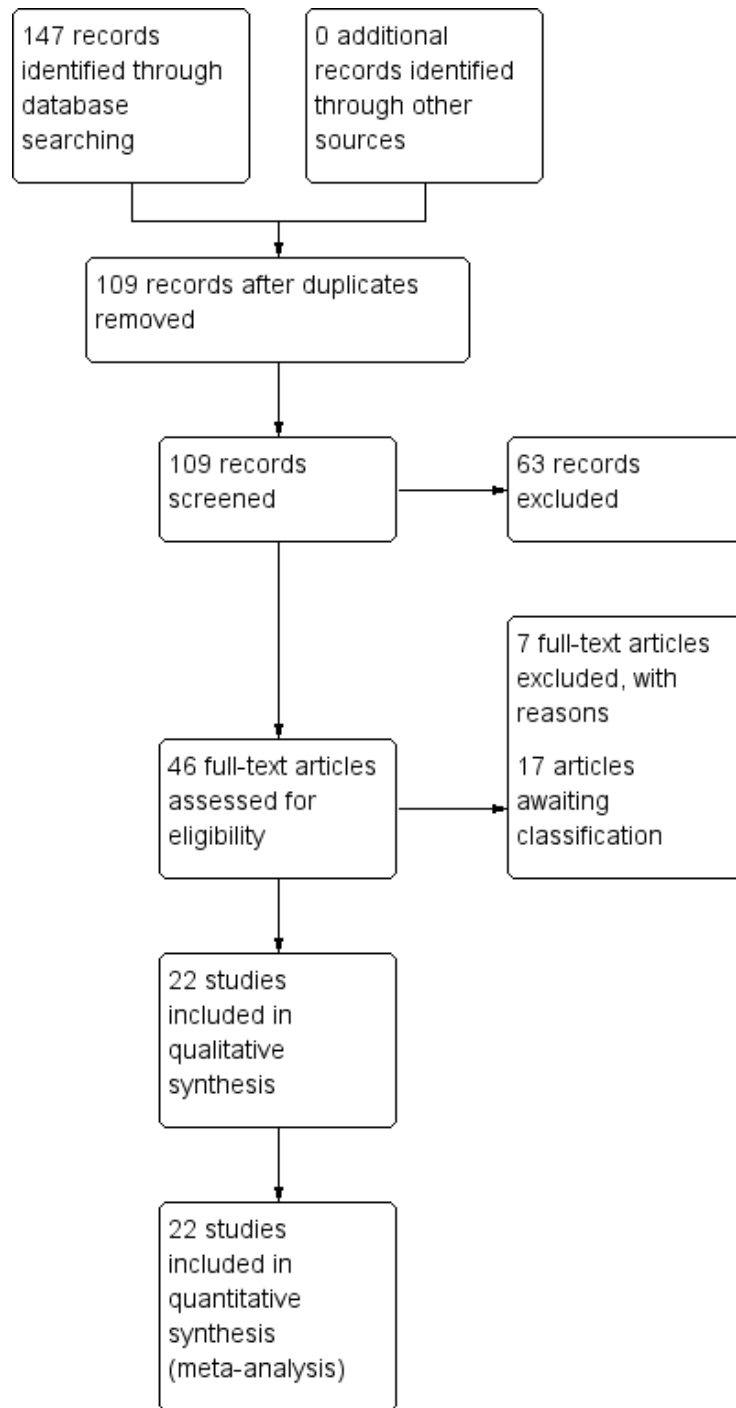 147 records
identified through
database
searching
0 additional
records identified
through other
sources
109 records after duplicates
removed
109 records
screened
63 records
excluded
7 full-text articles
excluded, with
reasons
17 articles
awaiting
classification
46 full-text articles
assessed for
eligibility
22 studies
included in
qualitative
synthesis
22 studies
included in
quantitative
synthesis
(meta-analysis)